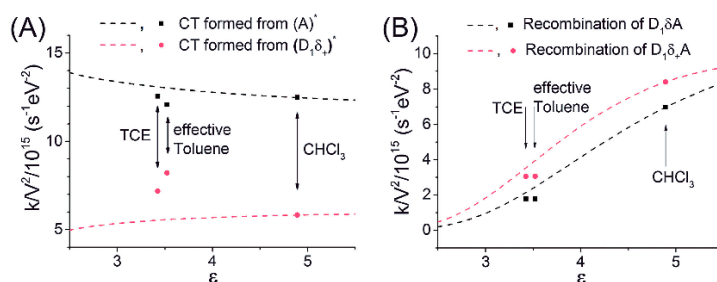 (A)
, CT formed from (A)*
, CT formed from (D₁δ₊)*
k/V²/10¹⁵ (s⁻¹eV⁻²)
15
10
5
TCE
effective
Toluene
CHCl₃
3
4
5
ε
(B)
, Recombination of D₁δA
, Recombination of D₁δ₊A
k/V²/10¹⁵ (s⁻¹eV⁻²)
10
8
6
4
2
0
TCE
effective
Toluene
CHCl₃
3
4
5
ε